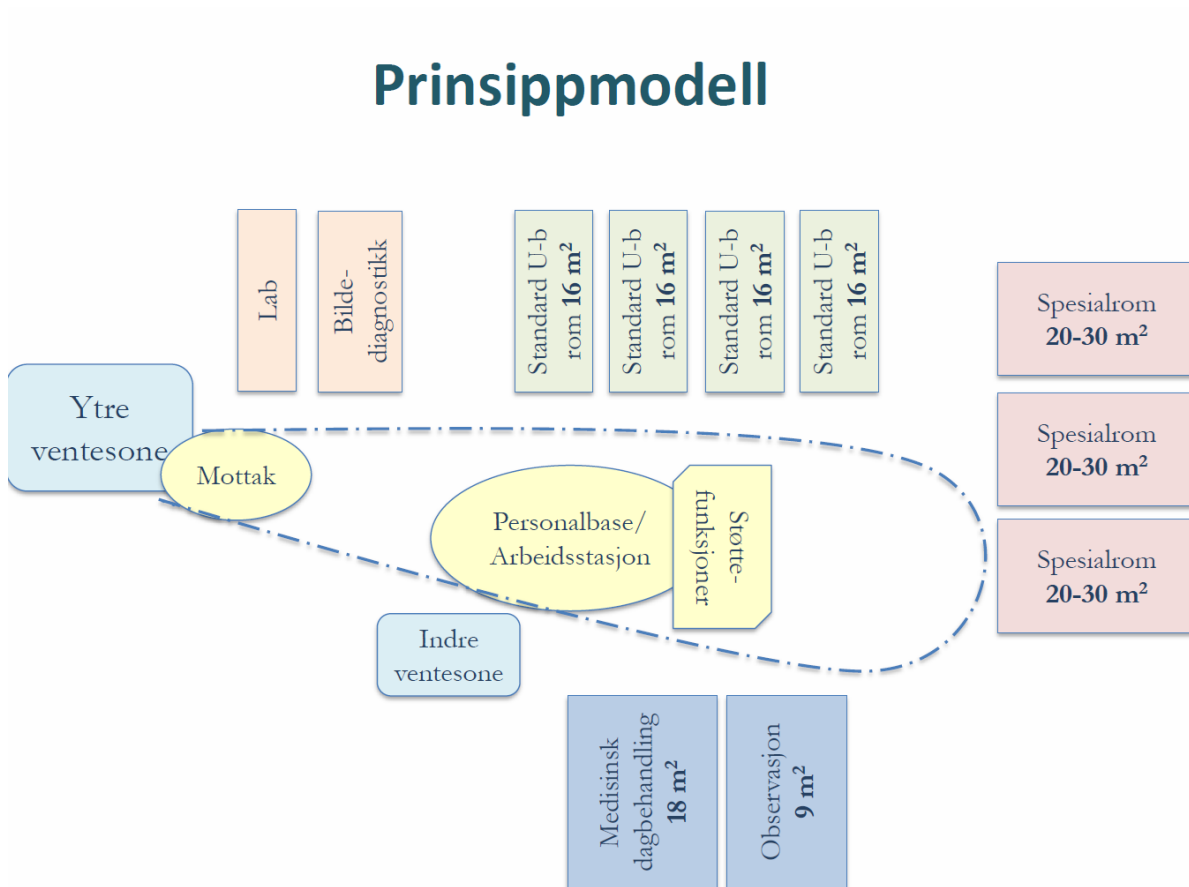 Prinsippmodell
Lab
Bilde-
diagnostikk
Standard U-b
rom 16 m²
Standard U-b
rom 16 m²
Standard U-b
rom 16 m²
Standard U-b
rom 16 m²
Spesialrom
20-30 m²
Spesialrom
20-30 m²
Spesialrom
20-30 m²
Ytre
ventesone
Mottak
Personalbase/
Arbeidsstasjon
Støtte-
funksjoner
Indre
ventesone
Medisinsk
dagbehandling
18 m²
Observasjon
9 m²